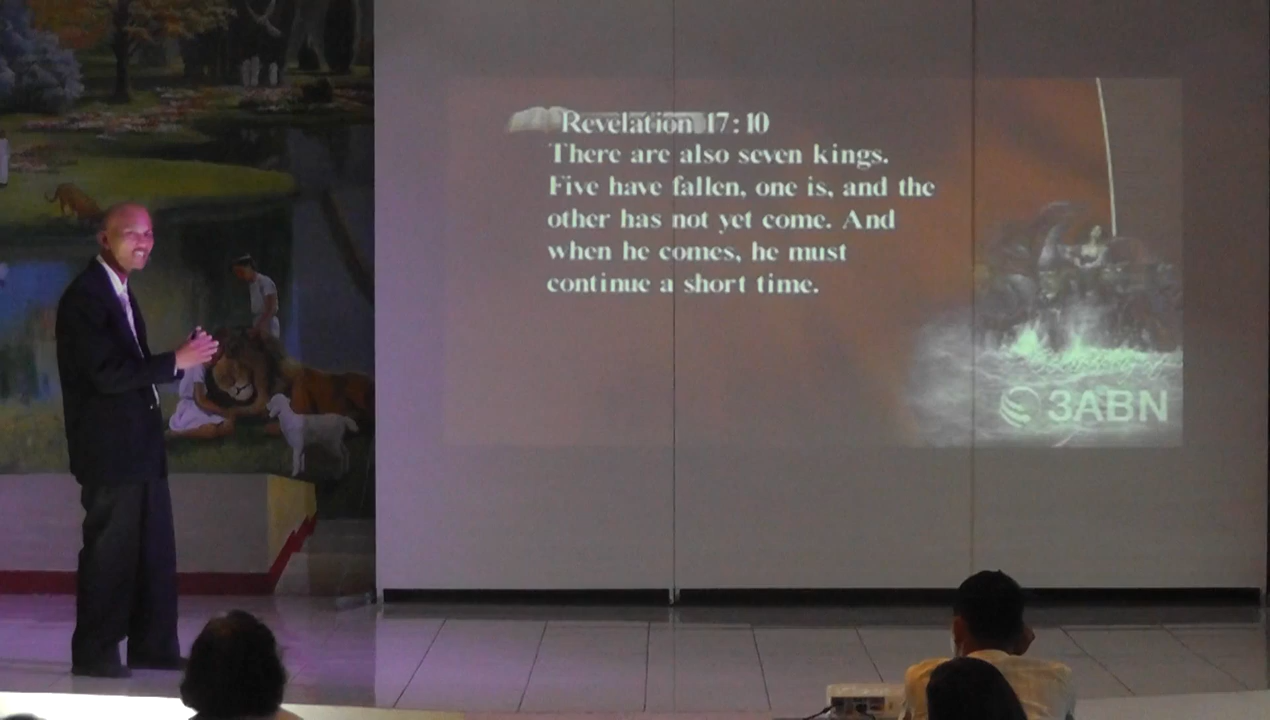 Revelation 17:10
There are also seven kings.
Five have fallen, one is, and the
other has not yet come. And
when he comes, he must
continue a short time.
3ABN